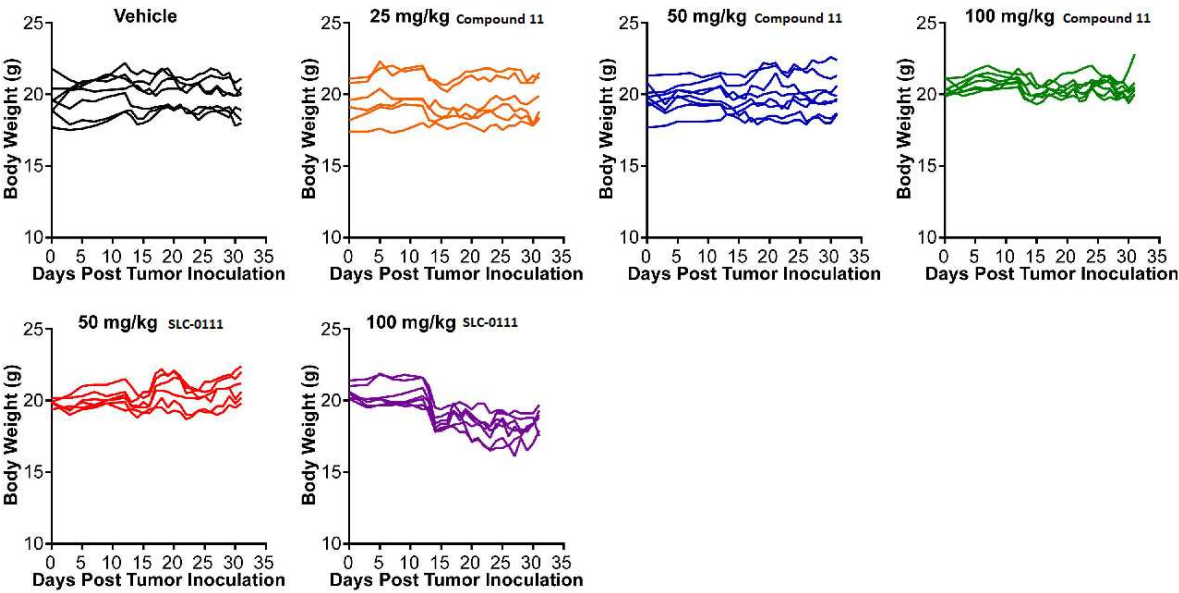 Vehicle
25
20
15
10
Body Weight (g)
0 5 10 15 20 25 30 35
Days Post Tumor Inoculation
25 mg/kg Compound 11
25
20
15
10
Body Weight (g)
0 5 10 15 20 25 30 35
Days Post Tumor Inoculation
50 mg/kg Compound 11
25
20
15
10
Body Weight (g)
0 5 10 15 20 25 30 35
Days Post Tumor Inoculation
100 mg/kg Compound 11
25
20
15
10
Body Weight (g)
0 5 10 15 20 25 30 35
Days Post Tumor Inoculation
50 mg/kg SLC-0111
25
20
15
10
Body Weight (g)
0 5 10 15 20 25 30 35
Days Post Tumor Inoculation
100 mg/kg SLC-0111
25
20
15
10
Body Weight (g)
0 5 10 15 20 25 30 35
Days Post Tumor Inoculation